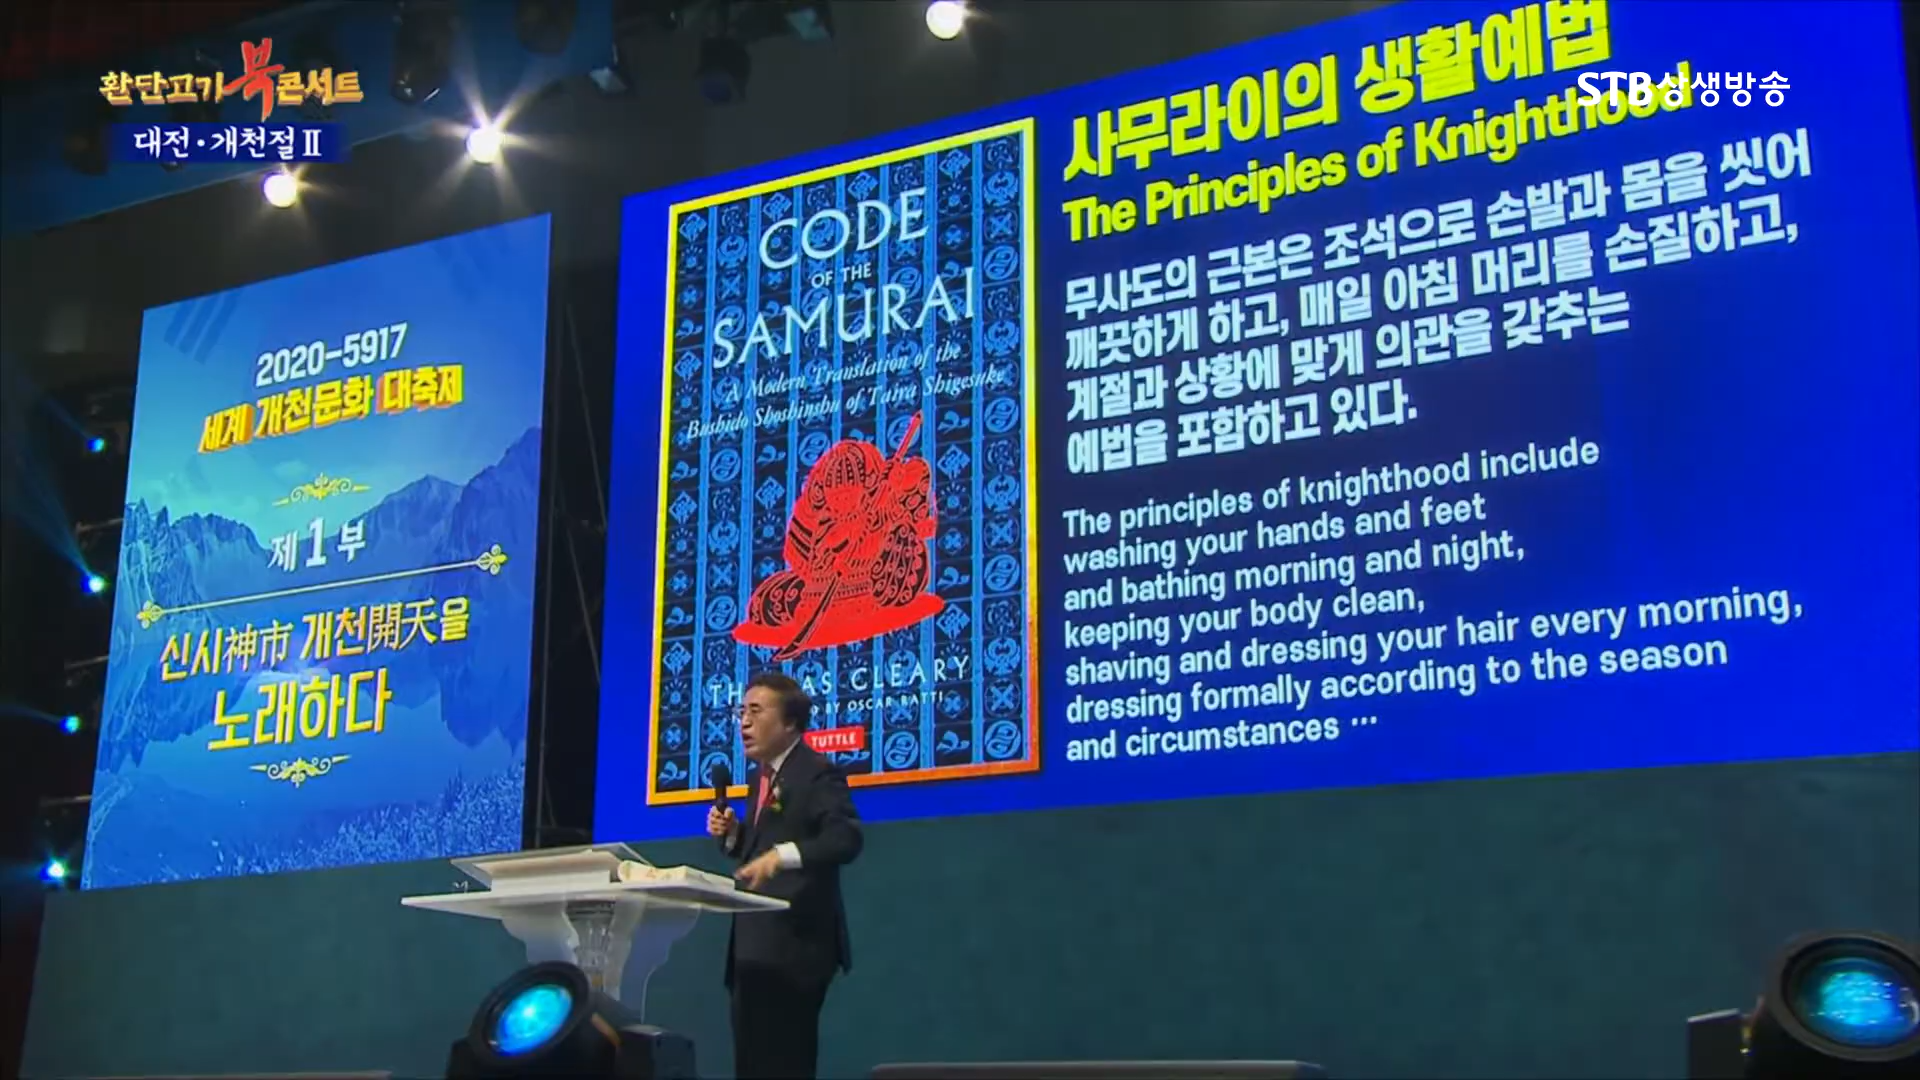 환단고기 북콘서트
대전·개천절 II
STB상생방송
2020-5917
세계 개천문화 대축제
제1부
신시神市 개천開天을
노래하다
CODE
OF THE
SAMURAI
A Modern Translation of the
Bushido Shoshinshu of Taira Shigesuke
CLEARY
BY OSCAR RATTI
TUTTLE
사무라이의 생활예법
The Principles of Knighthood
무사도의 근본은 조석으로 손발과 몸을 씻어
깨끗하게 하고, 매일 아침 머리를 손질하고,
계절과 상황에 맞게 의관을 갖추는
예법을 포함하고 있다.
The principles of knighthood include
washing your hands and feet
and bathing morning and night,
keeping your body clean,
shaving and dressing your hair every morning,
dressing formally according to the season
and circumstances ···